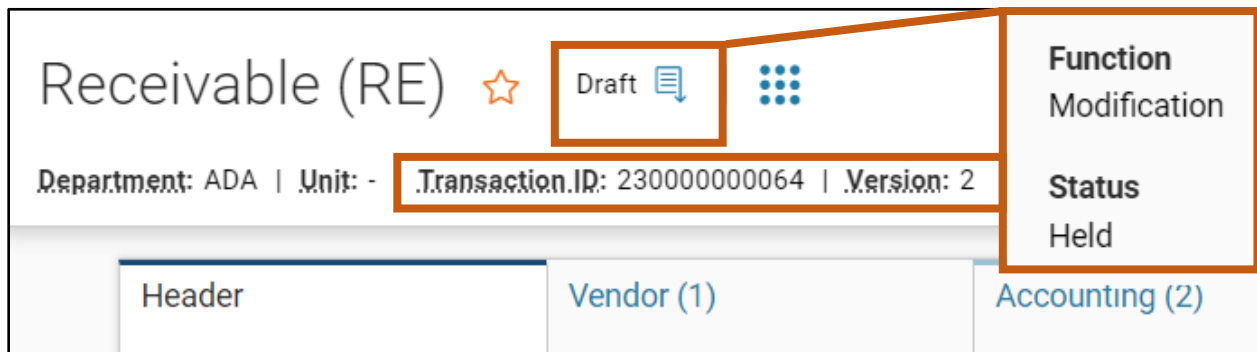 Receivable (RE) Draft
Department: ADA | Unit: - Transaction ID: 230000000064 | Version: 2
Function
Modification
Status
Held
Header Vendor (1) Accounting (2)